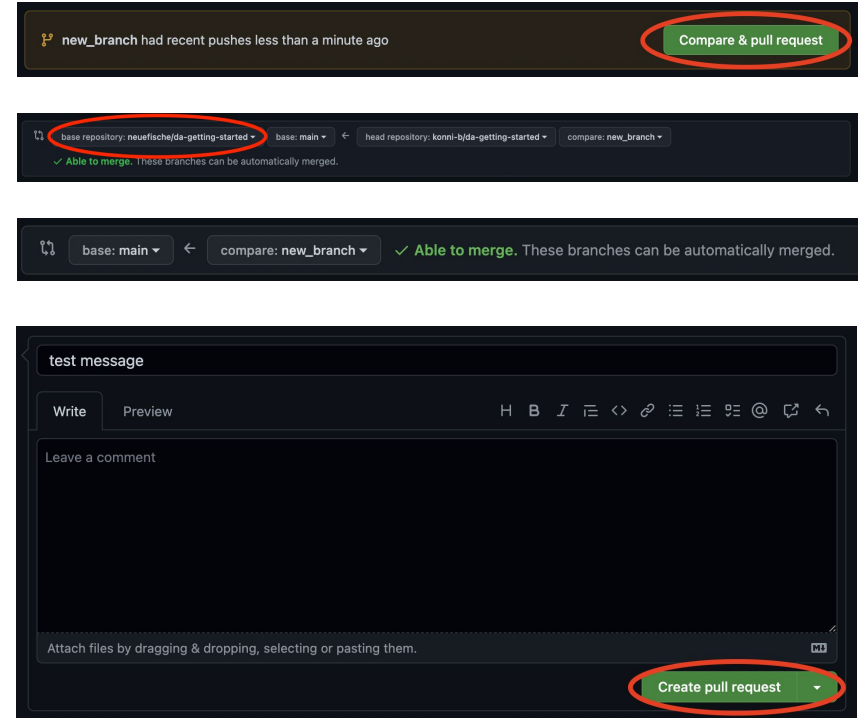 new_branch had recent pushes less than a minute ago Compare & pull request
base repository: neuefische/da-getting-started base: main ← head repository: konni-b/da-getting-started compare: new_branch
✓ Able to merge. These branches can be automatically merged.
base: main ← compare: new_branch ✓ Able to merge. These branches can be automatically merged.
test message
Write Preview H B I <> @
Leave a comment
Attach files by dragging & dropping, selecting or pasting them.
Create pull request